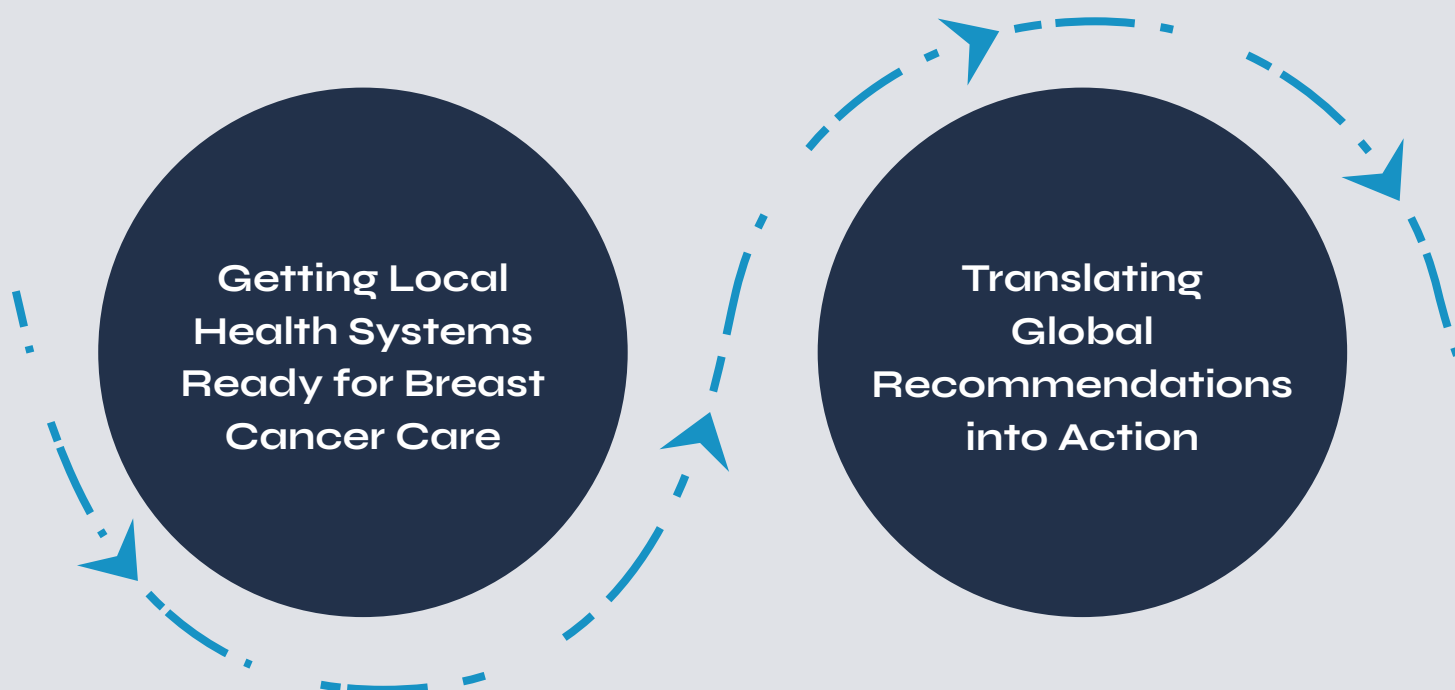 Getting Local
Health Systems
Ready for Breast
Cancer Care
Translating
Global
Recommendations
into Action